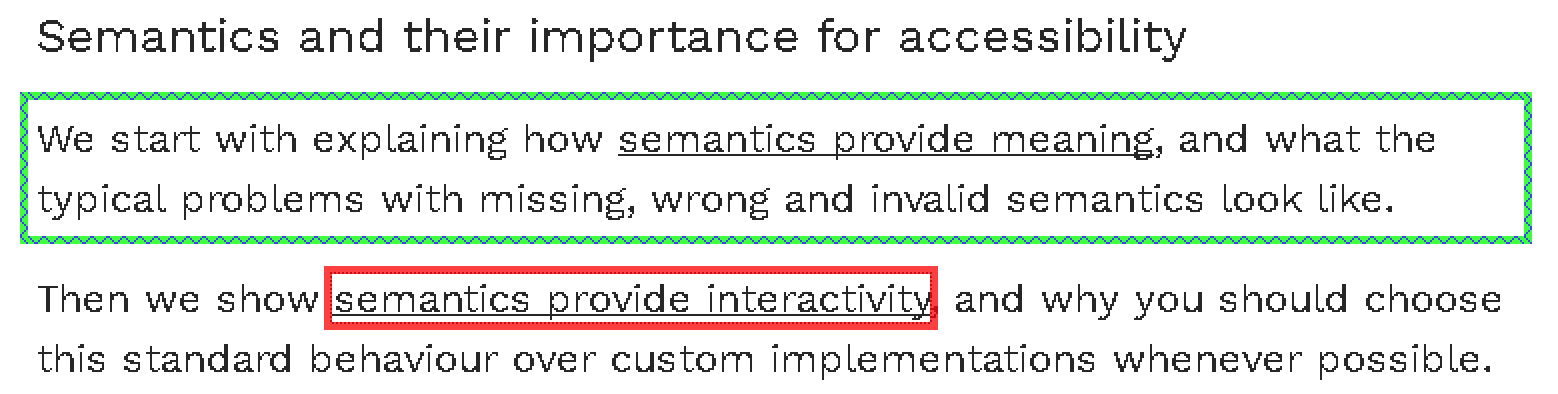 Semantics and their importance for accessibility
We start with explaining how semantics provide meaning, and what the
typical problems with missing, wrong and invalid semantics look like.
Then we show semantics provide interactivity, and why you should choose
this standard behaviour over custom implementations whenever possible.